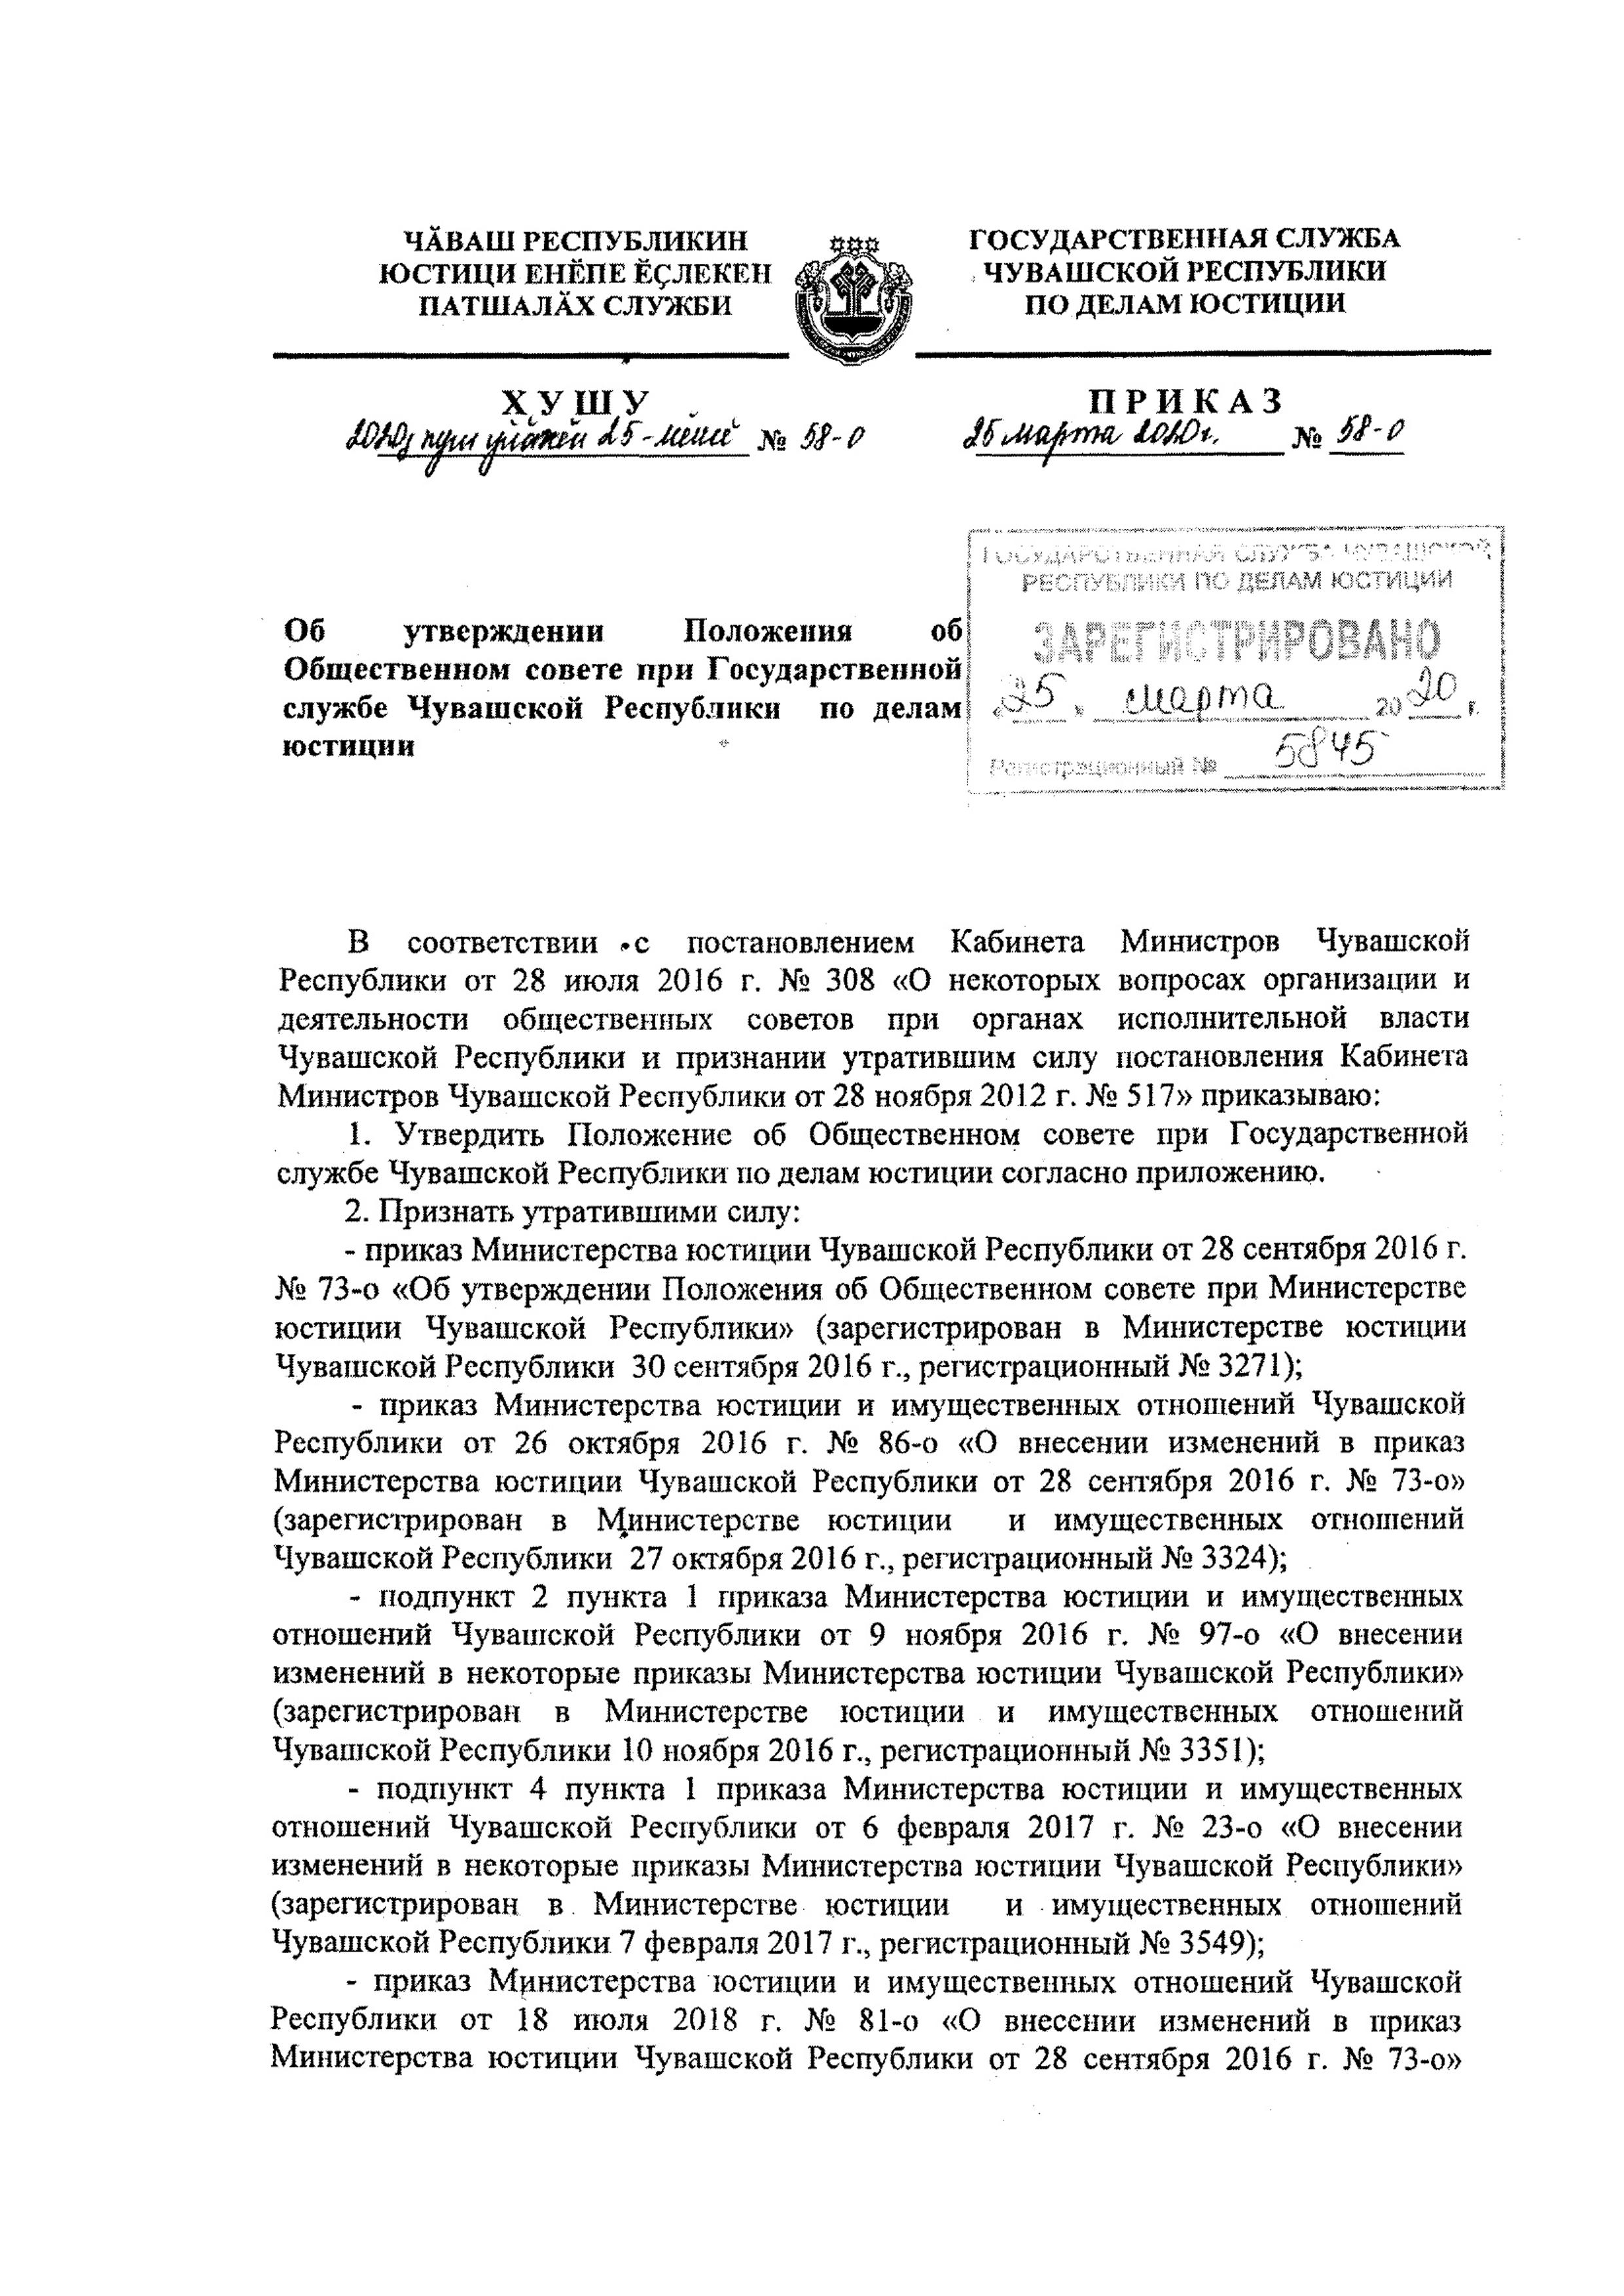 ЧӐВАШ РЕСПУБЛИКИН
ЮСТИЦИ ЕНӖПЕ ӖҪЛЕКЕН
ПАТШАЛӐХ СЛУЖБИ
ГОСУДАРСТВЕННАЯ СЛУЖБА
ЧУВАШСКОЙ РЕСПУБЛИКИ
ПО ДЕЛАМ ЮСТИЦИИ
ХУШУ
25-мӗшӗ № 58-о
ПРИКАЗ
25 марта 2020 г. № 58-о
ГОСУДАРСТВЕННАЯ СЛУЖБА ЧУВАШСКОЙ
РЕСПУБЛИКИ ПО ДЕЛАМ ЮСТИЦИИ
ЗАРЕГИСТРИРОВАНО
«25» марта 2020 г.
Регистрационный № 5845
Об утверждении Положения об
Общественном совете при Государственной
службе Чувашской Республики по делам
юстиции
В соответствии с постановлением Кабинета Министров Чувашской
Республики от 28 июля 2016 г. № 308 «О некоторых вопросах организации и
деятельности общественных советов при органах исполнительной власти
Чувашской Республики и признании утратившим силу постановления Кабинета
Министров Чувашской Республики от 28 ноября 2012 г. № 517» приказываю:
1. Утвердить Положение об Общественном совете при Государственной
службе Чувашской Республики по делам юстиции согласно приложению.
2. Признать утратившими силу:
- приказ Министерства юстиции Чувашской Республики от 28 сентября 2016 г.
№ 73-о «Об утверждении Положения об Общественном совете при Министерстве
юстиции Чувашской Республики» (зарегистрирован в Министерстве юстиции
Чувашской Республики 30 сентября 2016 г., регистрационный № 3271);
- приказ Министерства юстиции и имущественных отношений Чувашской
Республики от 26 октября 2016 г. № 86-о «О внесении изменений в приказ
Министерства юстиции Чувашской Республики от 28 сентября 2016 г. № 73-о»
(зарегистрирован в Министерстве юстиции и имущественных отношений
Чувашской Республики 27 октября 2016 г., регистрационный № 3324);
- подпункт 2 пункта 1 приказа Министерства юстиции и имущественных
отношений Чувашской Республики от 9 ноября 2016 г. № 97-о «О внесении
изменений в некоторые приказы Министерства юстиции Чувашской Республики»
(зарегистрирован в Министерстве юстиции и имущественных отношений
Чувашской Республики 10 ноября 2016 г., регистрационный № 3351);
- подпункт 4 пункта 1 приказа Министерства юстиции и имущественных
отношений Чувашской Республики от 6 февраля 2017 г. № 23-о «О внесении
изменений в некоторые приказы Министерства юстиции Чувашской Республики»
(зарегистрирован в Министерстве юстиции и имущественных отношений
Чувашской Республики 7 февраля 2017 г., регистрационный № 3549);
- приказ Министерства юстиции и имущественных отношений Чувашской
Республики от 18 июля 2018 г. № 81-о «О внесении изменений в приказ
Министерства юстиции Чувашской Республики от 28 сентября 2016 г. № 73-о»